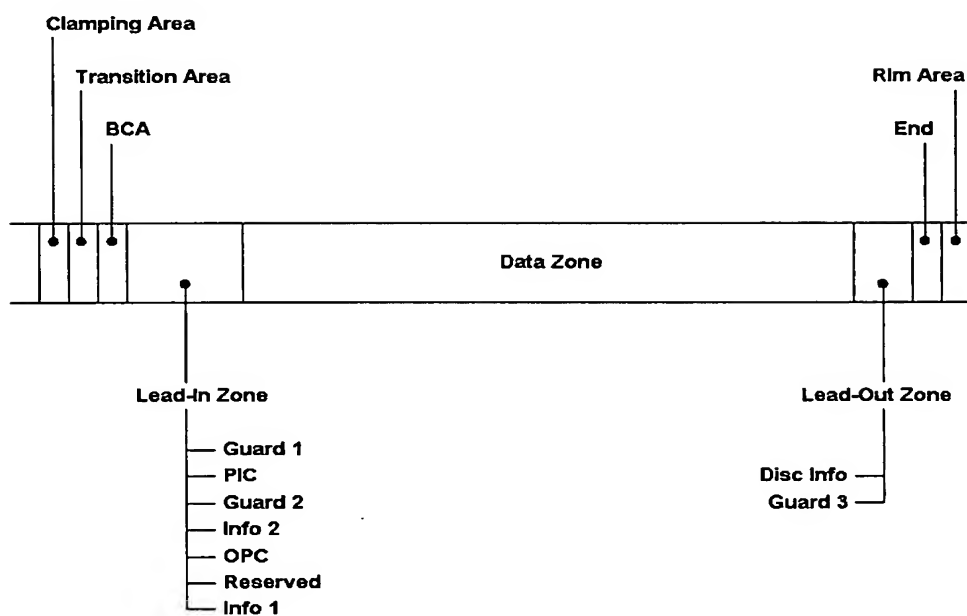 Clamping Area
Transition Area
Rim Area
BCA
End
Data Zone
Lead-In Zone
Lead-Out Zone
Guard 1
PIC
Disc Info
Guard 2
Guard 3
Info 2
OPC
Reserved
Info 1